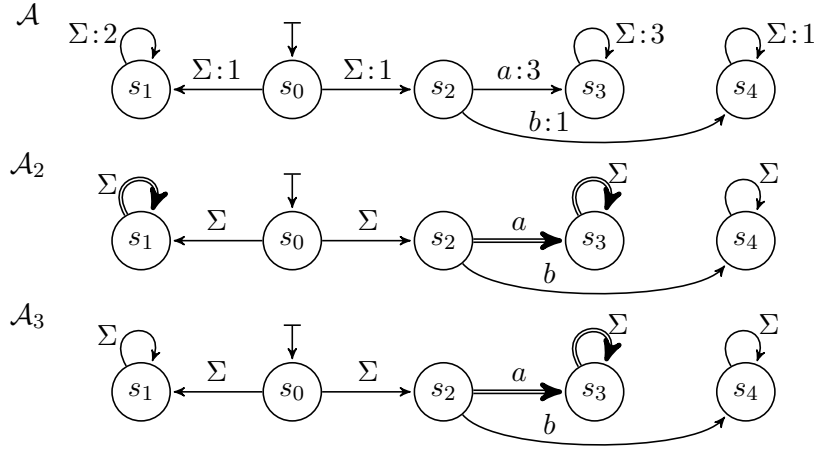 𝒜
Σ:2 Σ:3 Σ:1
Σ:1 Σ:1 a:3
s₁ s₀ s₂ s₃ s₄
b:1
𝒜₂
Σ Σ Σ
Σ Σ a
s₁ s₀ s₂ s₃ s₄
b
𝒜₃
Σ Σ Σ
Σ Σ a
s₁ s₀ s₂ s₃ s₄
b